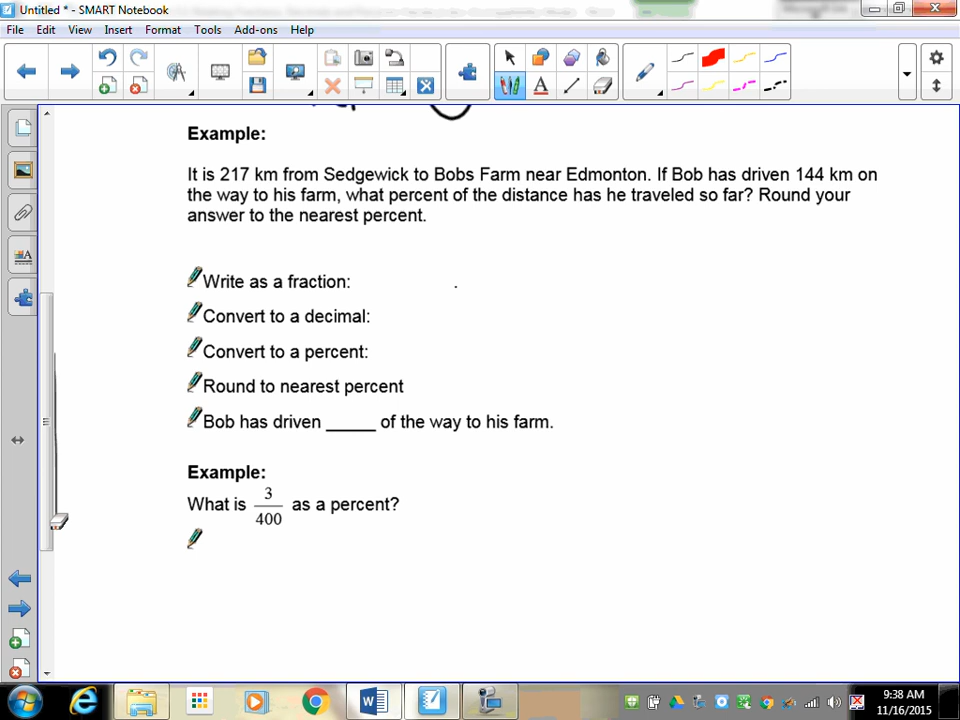 Untitled * - SMART Notebook
File Edit View Insert Format Tools Add-ons Help
Example:
It is 217 km from Sedgewick to Bobs Farm near Edmonton. If Bob has driven 144 km on
the way to his farm, what percent of the distance has he traveled so far? Round your
answer to the nearest percent.
Write as a fraction:
Convert to a decimal:
Convert to a percent:
Round to nearest percent
Bob has driven _____ of the way to his farm.
Example:
What is 3/400 as a percent?
9:38 AM
11/16/2015